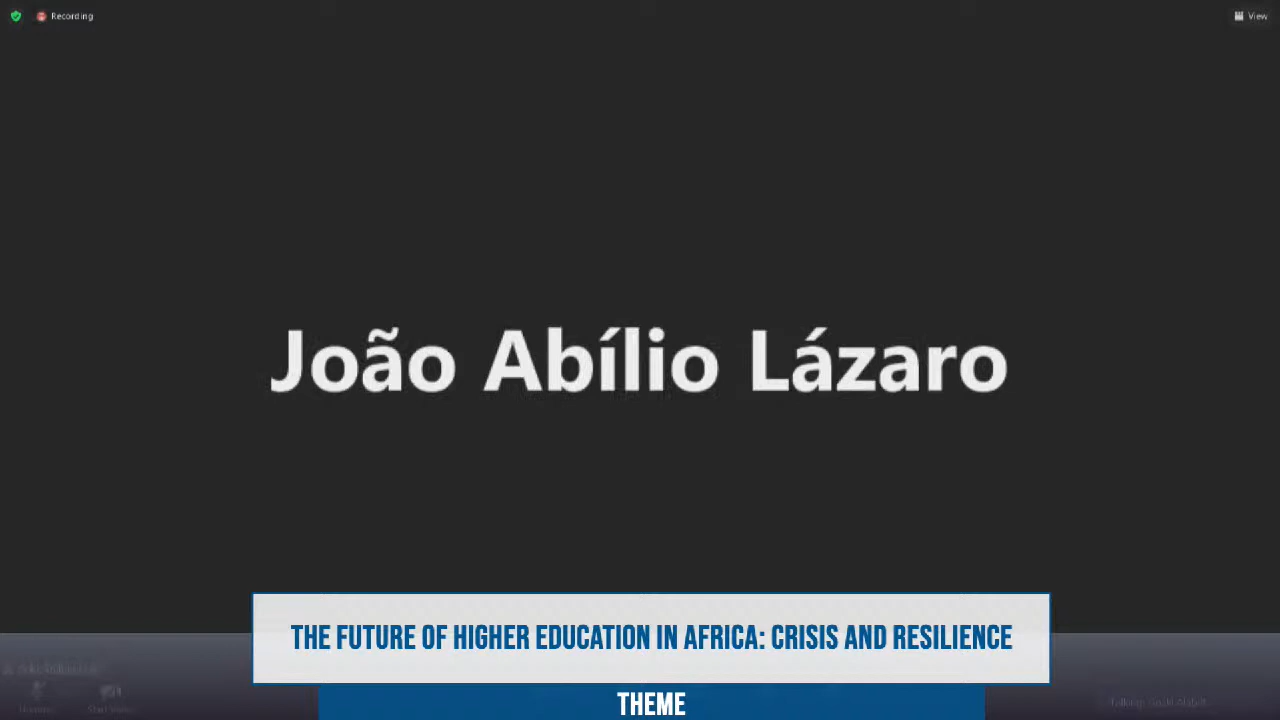 Recording
View
João Abílio Lázaro
THE FUTURE OF HIGHER EDUCATION IN AFRICA: CRISIS AND RESILIENCE
THEME